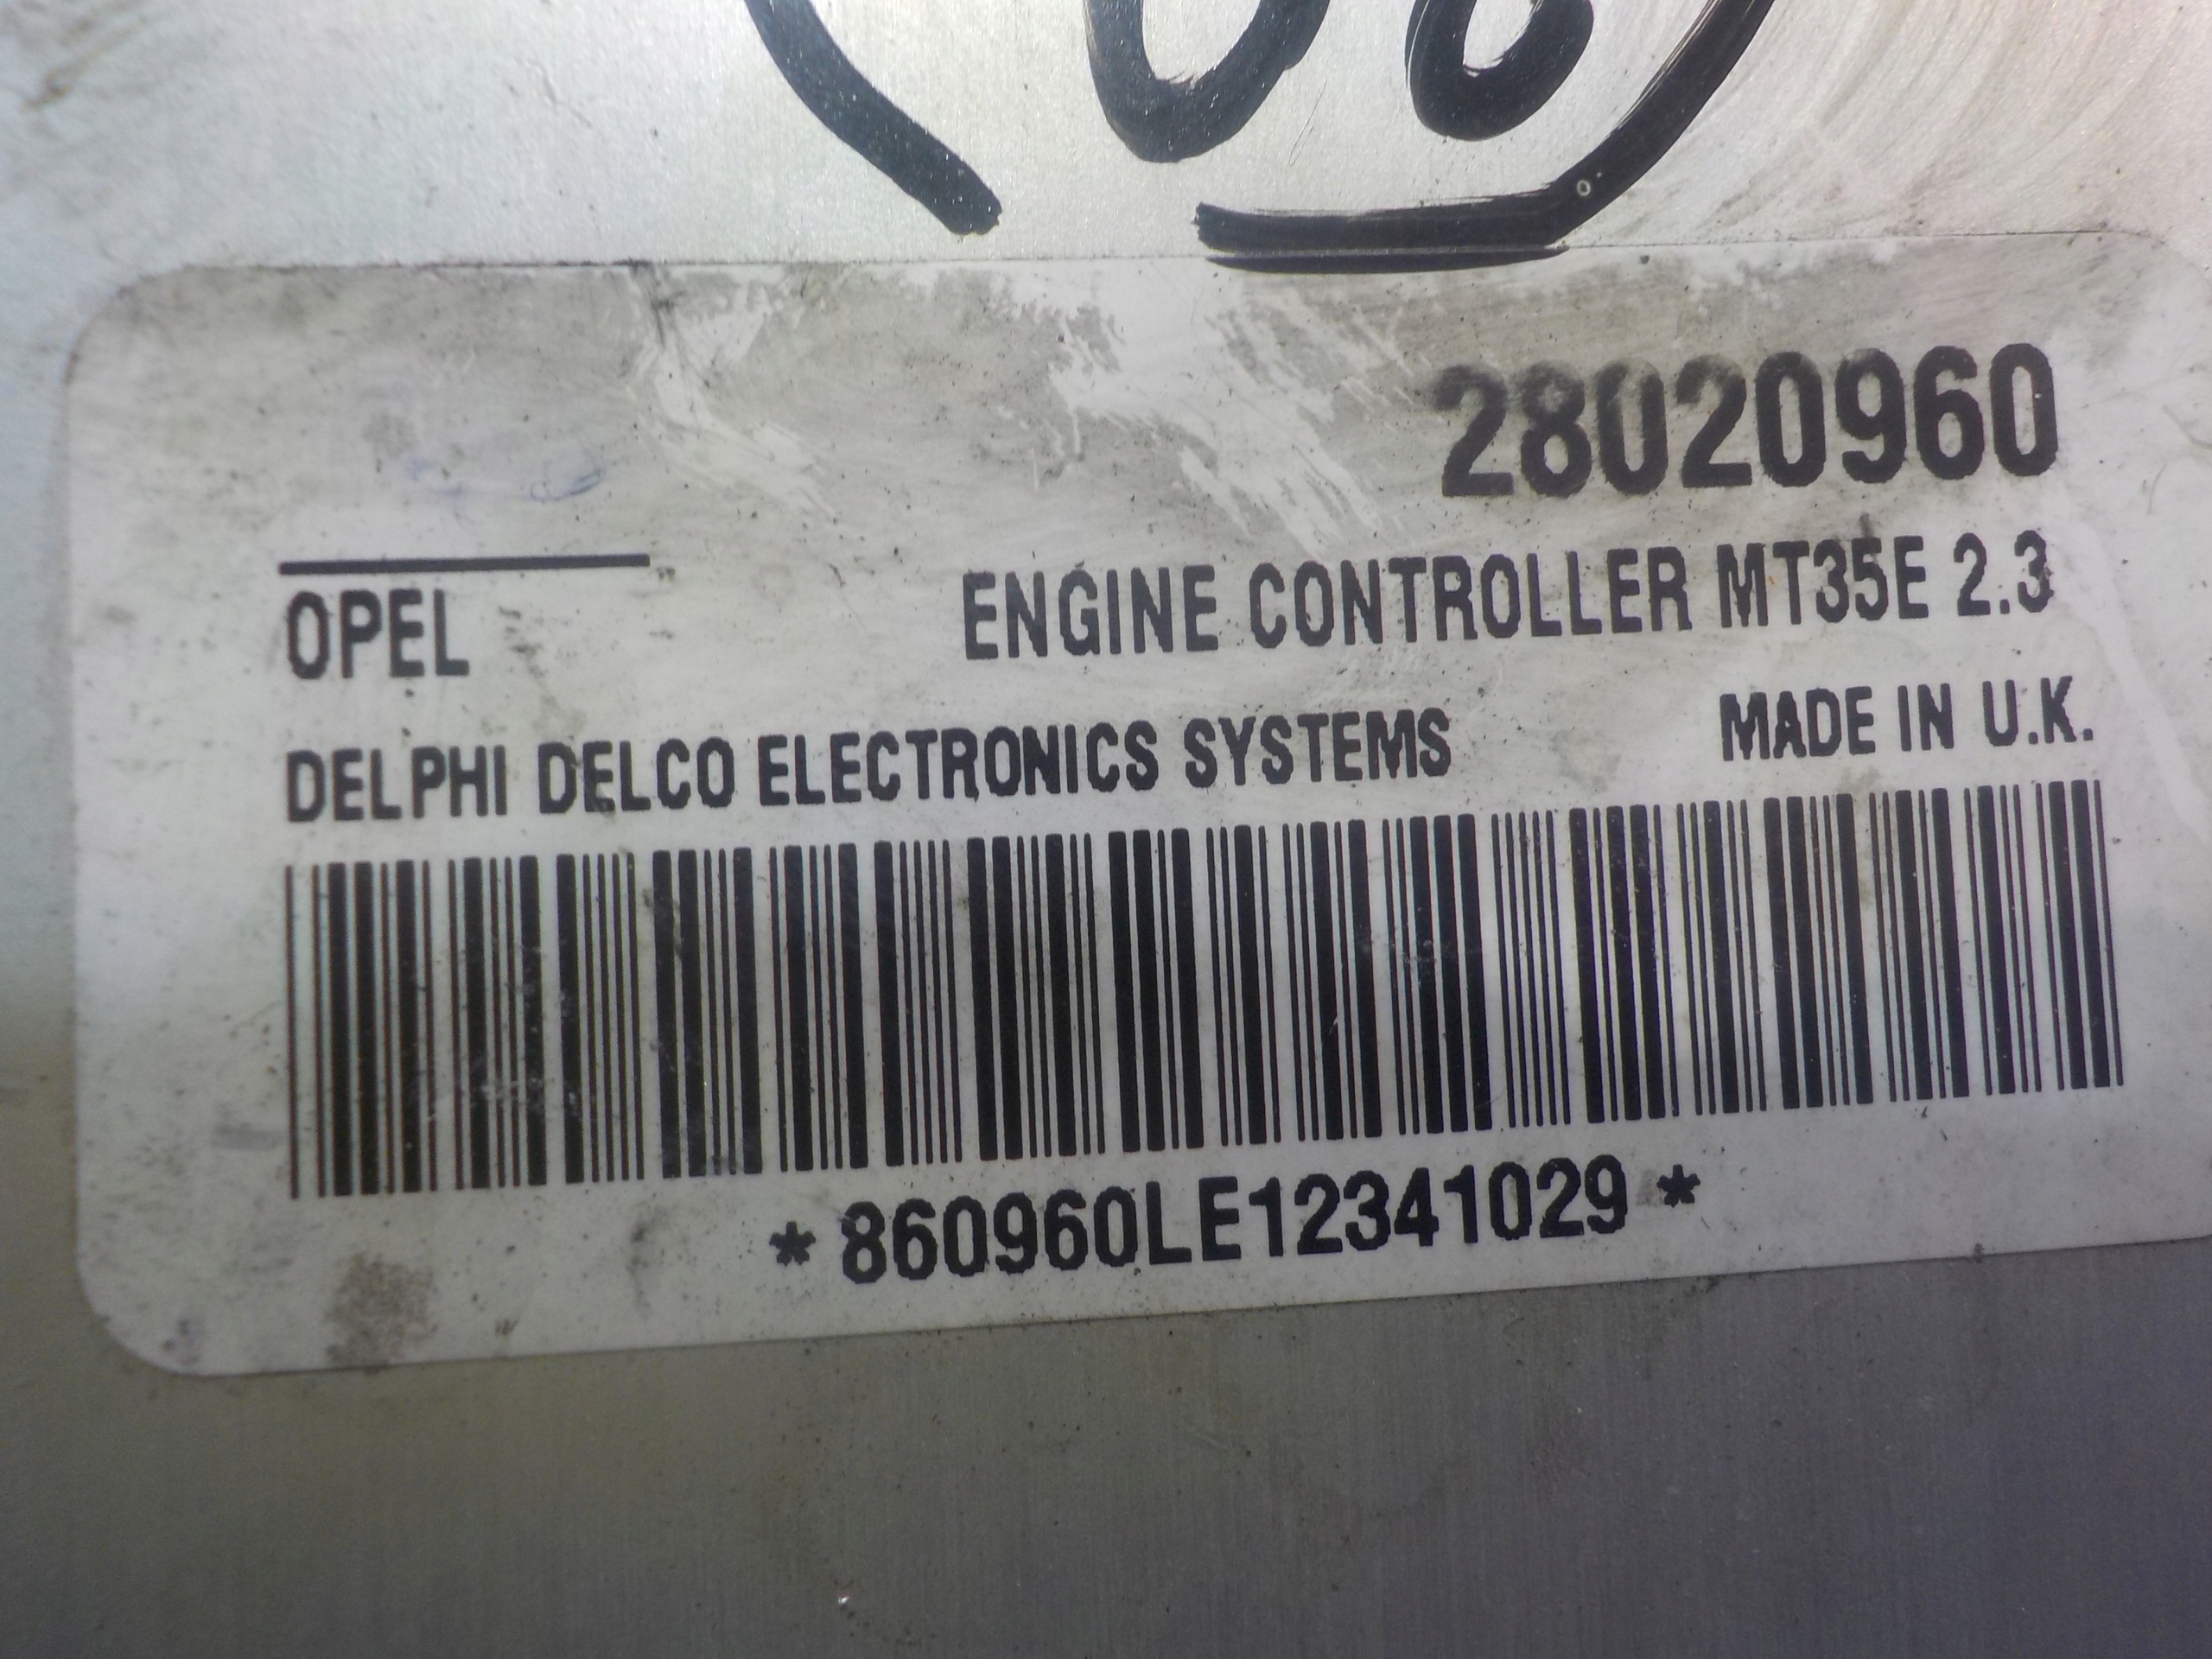 28020960
OPEL ENGINE CONTROLLER MT35E 2.3
DELPHI DELCO ELECTRONICS SYSTEMS MADE IN U.K.
*860960LE12341029*